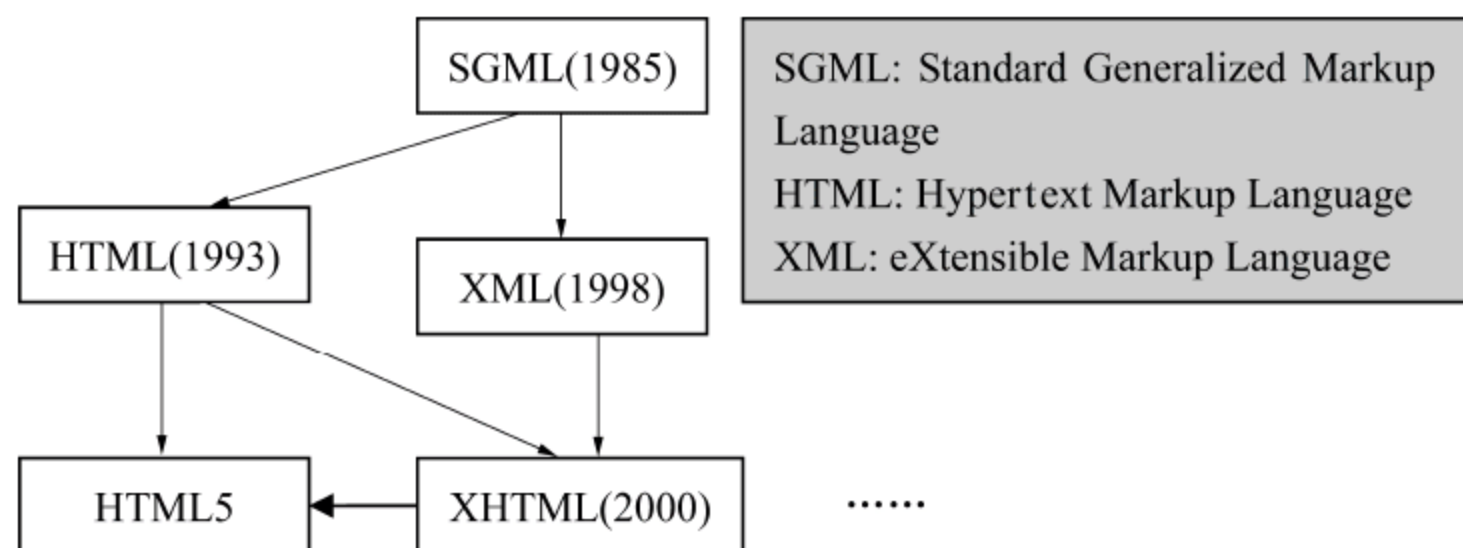 SGML(1985)
SGML: Standard Generalized Markup
Language
HTML: Hypertext Markup Language
XML: eXtensible Markup Language
HTML(1993)
XML(1998)
HTML5
XHTML(2000)
……